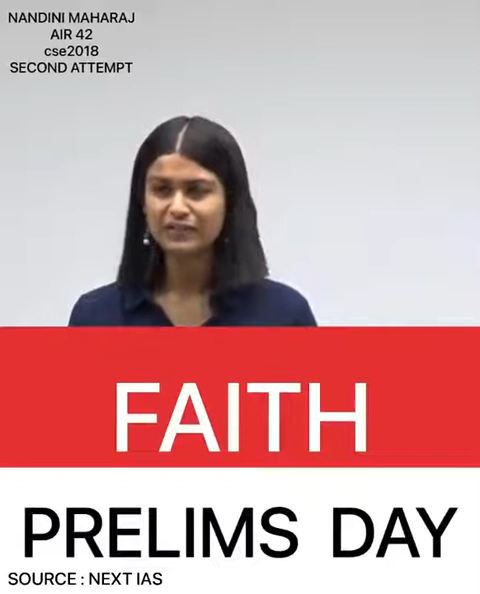 NANDINI MAHARAJ
AIR 42
cse2018
SECOND ATTEMPT
FAITH
PRELIMS DAY
SOURCE : NEXT IAS